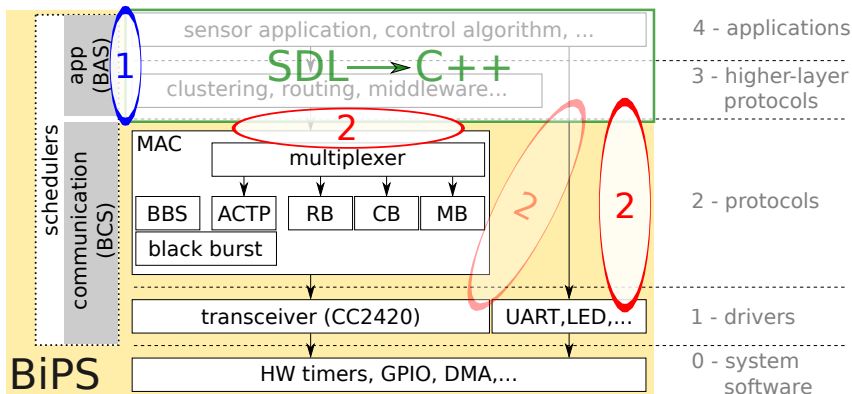 sensor application, control algorithm, ...
SDL C++
clustering, routing, middleware...
app
(BAS)
1
schedulers
communication
(BCS)
2
MAC
multiplexer
BBS ACTP RB CB MB
black burst
2
2
transceiver (CC2420)
UART,LED,...
BiPS
HW timers, GPIO, DMA,...
4 - applications
3 - higher-layer
protocols
2 - protocols
1 - drivers
0 - system
software